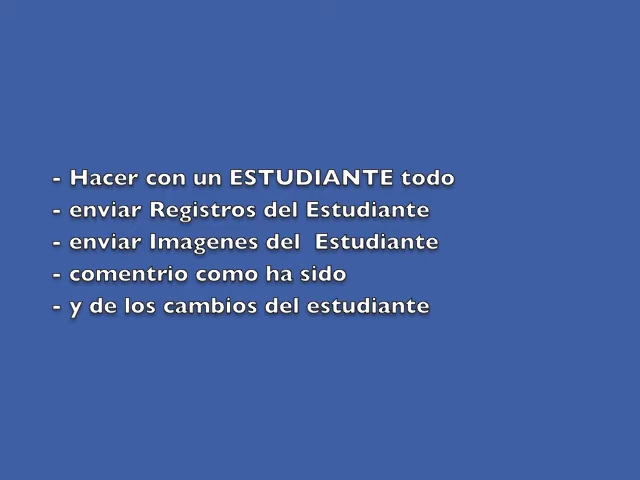 - Hacer con un ESTUDIANTE todo
- enviar Registros del Estudiante
- enviar Imagenes del  Estudiante
- comentrio como ha sido
- y de los cambios del estudiante